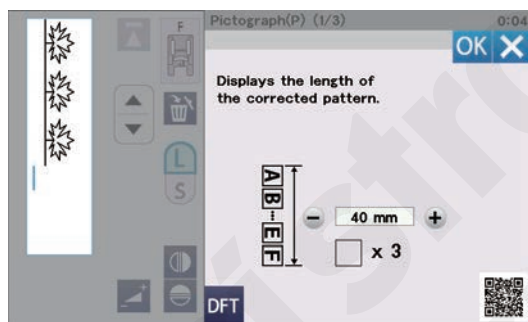 Pictograph(P) (1/3)
0:04
F
OK
Displays the length of
the corrected pattern.
L
S
A
B
E
F
40 mm
x 3
DFT